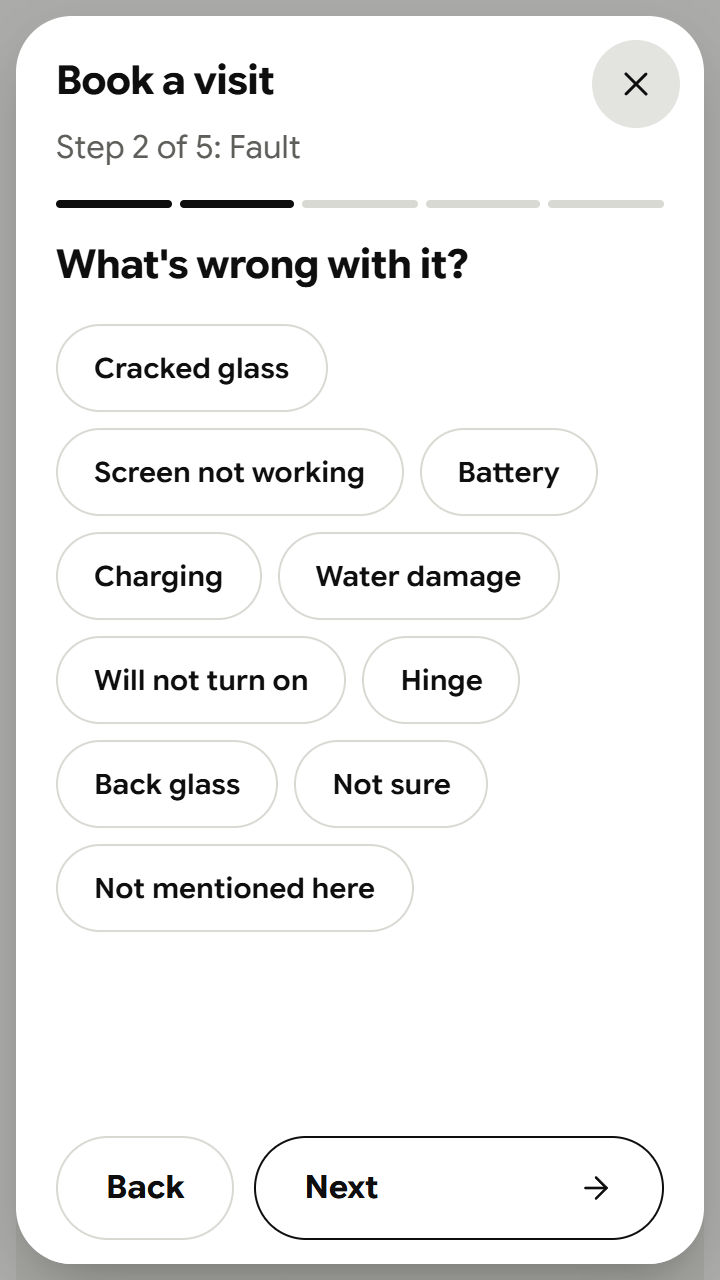 Book a visit
Step 2 of 5: Fault
What's wrong with it?
Cracked glass
Screen not working
Battery
Charging
Water damage
Will not turn on
Hinge
Back glass
Not sure
Not mentioned here
Back
Next